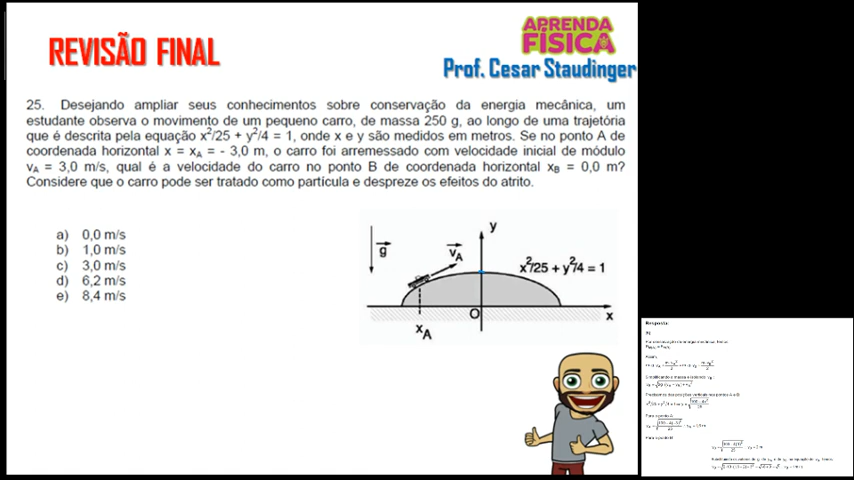 REVISÃO FINAL
APRENDA
FÍSICA
Prof. Cesar Staudinger
25. Desejando ampliar seus conhecimentos sobre conservação da energia mecânica, um
estudante observa o movimento de um pequeno carro, de massa 250 g, ao longo de uma trajetória
que é descrita pela equação x²/25 + y²/4 = 1, onde x e y são medidos em metros. Se no ponto A de
coordenada horizontal x = xA = - 3,0 m, o carro foi arremessado com velocidade inicial de módulo
vA = 3,0 m/s, qual é a velocidade do carro no ponto B de coordenada horizontal xB = 0,0 m?
Considere que o carro pode ser tratado como partícula e despreze os efeitos do atrito.
a) 0,0 m/s
b) 1,0 m/s
c) 3,0 m/s
d) 6,2 m/s
e) 8,4 m/s
y
g
vA
x²/25 + y²/4 = 1
O
x
xA
Resposta: